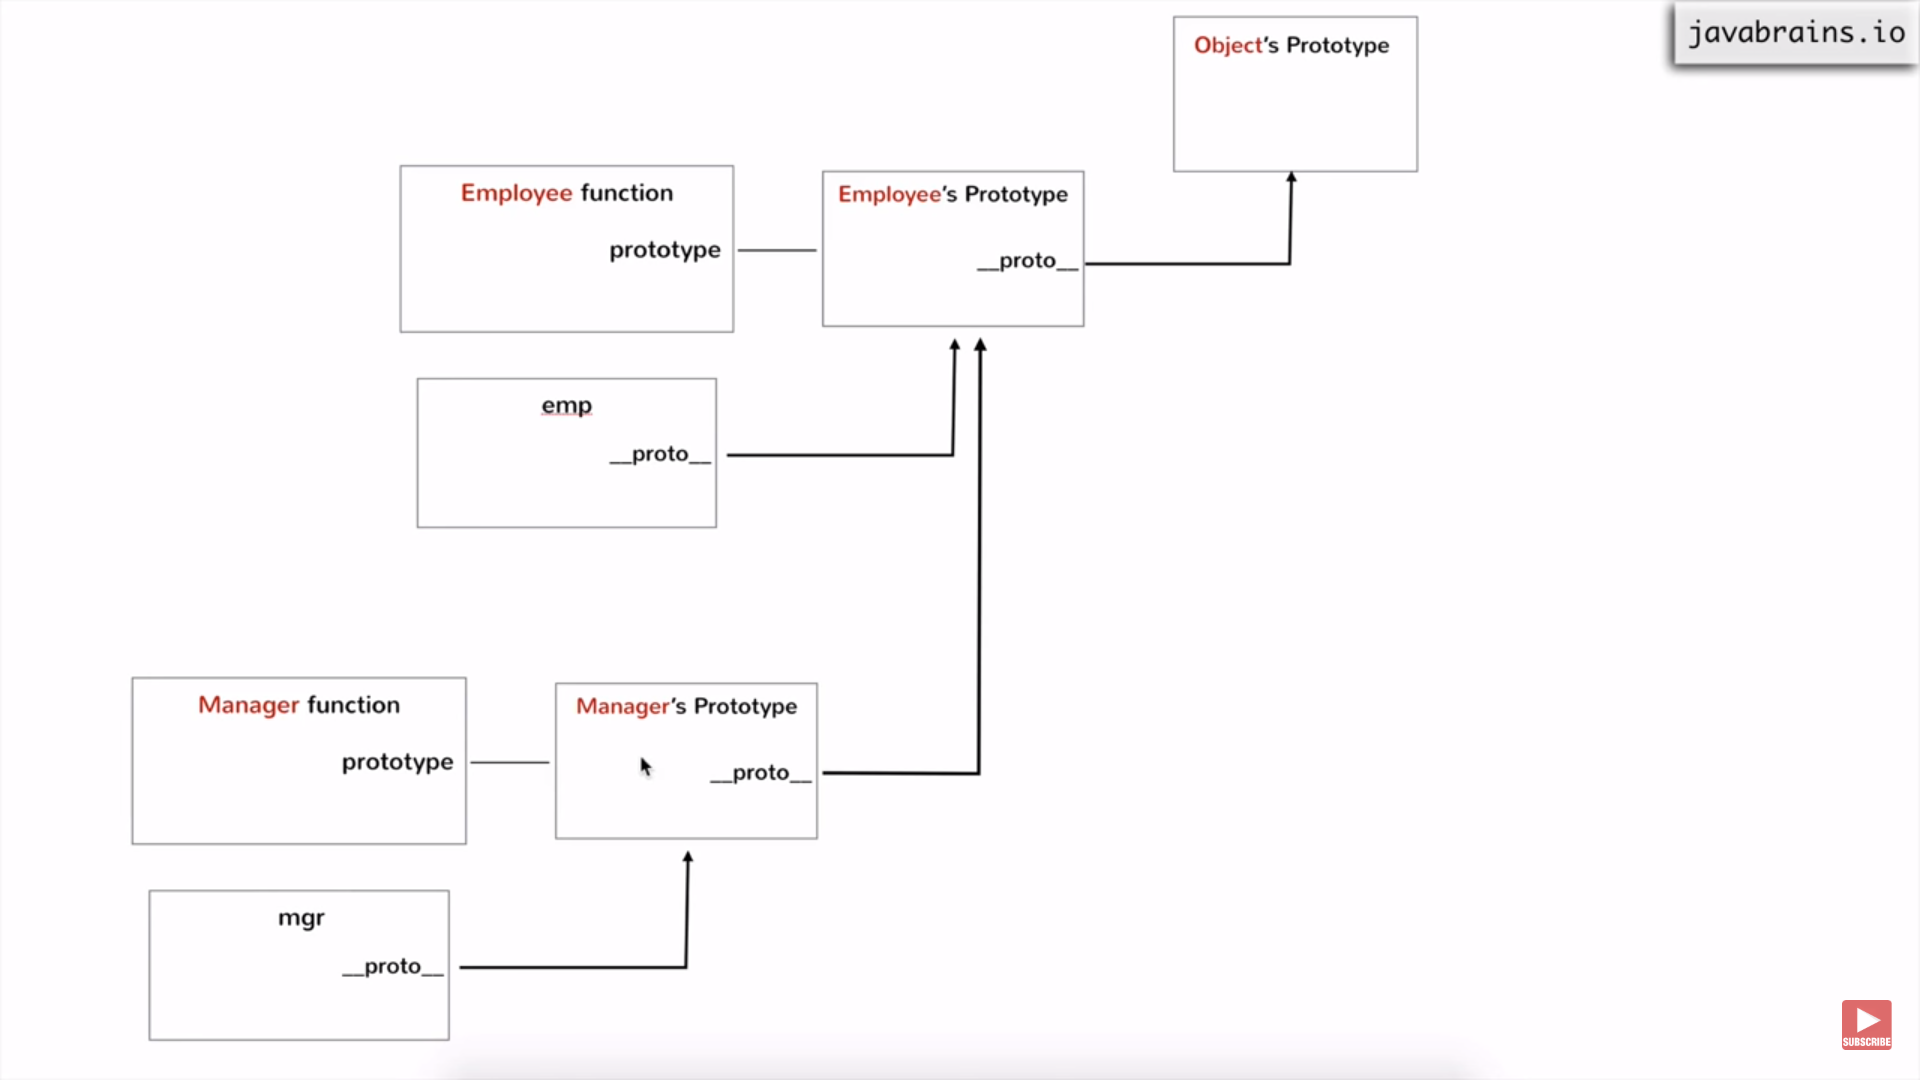 javabrains.io
Object's Prototype
Employee function
prototype
Employee's Prototype
__proto__
emp
__proto__
Manager function
prototype
Manager's Prototype
__proto__
mgr
__proto__
SUBSCRIBE